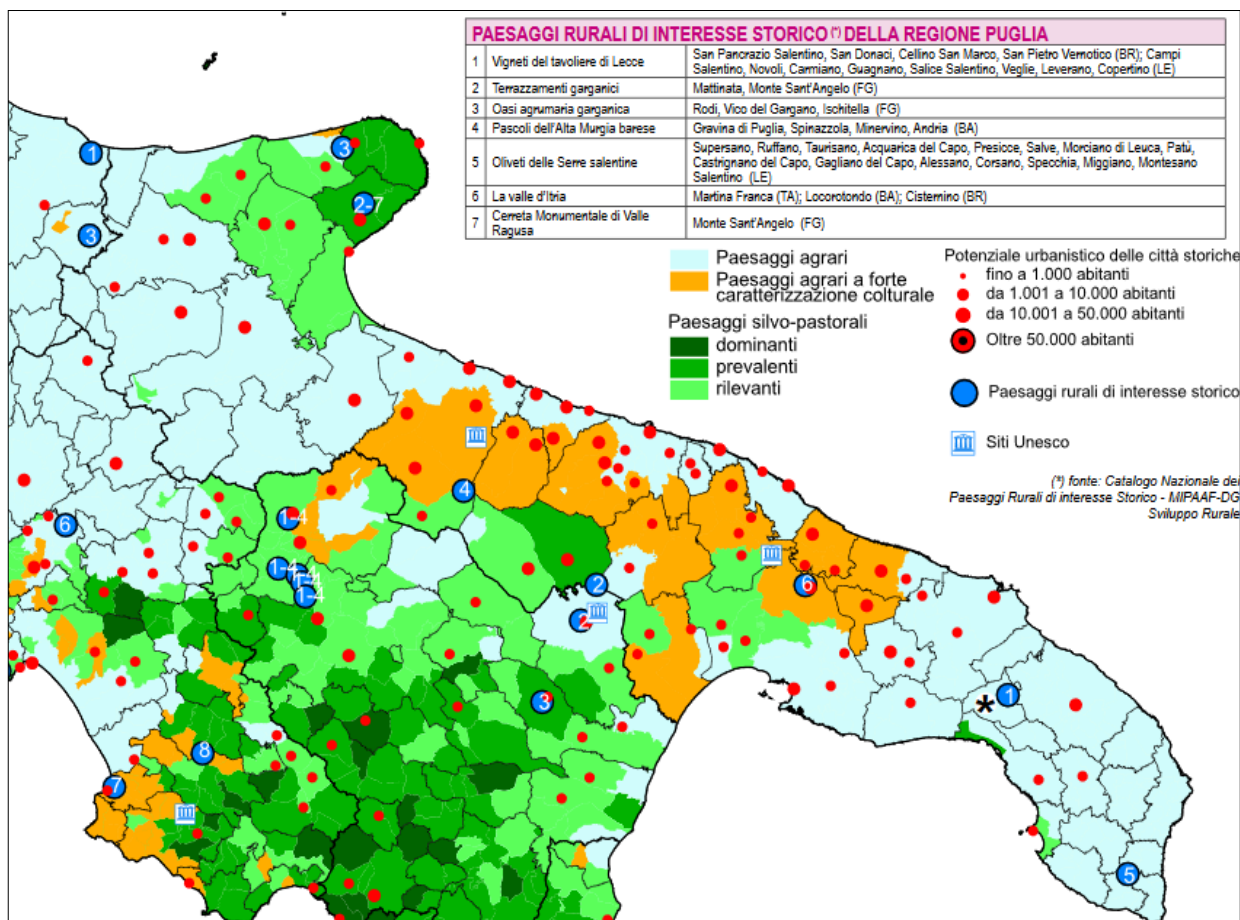 PAESAGGI RURALI DI INTERESSE STORICO (*) DELLA REGIONE PUGLIA
1 Vigneti del tavoliere di Lecce San Pancrazio Salentino, San Donaci, Cellino San Marco, San Pietro Vernotico (BR); Campi
Salentino, Novoli, Carmiano, Guagnano, Salice Salentino, Veglie, Leverano, Copertino (LE)
2 Terrazzamenti garganici Mattinata, Monte Sant'Angelo (FG)
3 Oasi agrumaria garganica Rodi, Vico del Gargano, Ischitella (FG)
4 Pascoli dell'Alta Murgia barese Gravina di Puglia, Spinazzola, Minervino, Andria (BA)
5 Oliveti delle Serre salentine Supersano, Ruffano, Taurisano, Acquarica del Capo, Presicce, Salve, Morciano di Leuca, Patù,
Castrignano del Capo, Gagliano del Capo, Alessano, Corsano, Specchia, Miggiano, Montesano
Salentino (LE)
6 La valle d'Itria Martina Franca (TA); Locorotondo (BA); Cisternino (BR)
7 Cerreta Monumentale di Valle
Ragusa Monte Sant'Angelo (FG)
Paesaggi agrari
Paesaggi agrari a forte
caratterizzazione colturale
Paesaggi silvo-pastorali
dominanti
prevalenti
rilevanti
Potenziale urbanistico delle città storiche
fino a 1.000 abitanti
da 1.001 a 10.000 abitanti
da 10.001 a 50.000 abitanti
Oltre 50.000 abitanti
Paesaggi rurali di interesse storico
Siti Unesco
(*) fonte: Catalogo Nazionale dei
Paesaggi Rurali di interesse Storico - MIPAAF-DG
Sviluppo Rurale
1
3
2-7
3
4
6
1-4
1-4
1-4
1-4
2
6
2
3
1
*
8
7
5